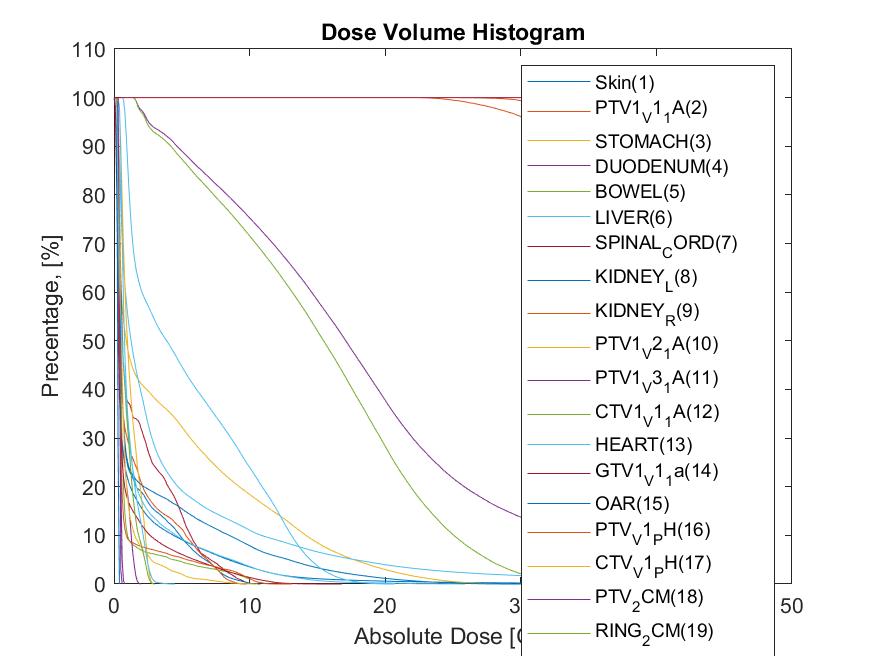 Dose Volume Histogram
110
100
90
80
70
60
50
40
30
20
10
0
Precentage, [%]
0 10 20 3 50
Absolute Dose [
Skin(1)
PTV1V11A(2)
STOMACH(3)
DUODENUM(4)
BOWEL(5)
LIVER(6)
SPINALCORD(7)
KIDNEYL(8)
KIDNEYR(9)
PTV1V21A(10)
PTV1V31A(11)
CTV1V11A(12)
HEART(13)
GTV1V11a(14)
OAR(15)
PTVV1PH(16)
CTVV1PH(17)
PTV2CM(18)
RING2CM(19)